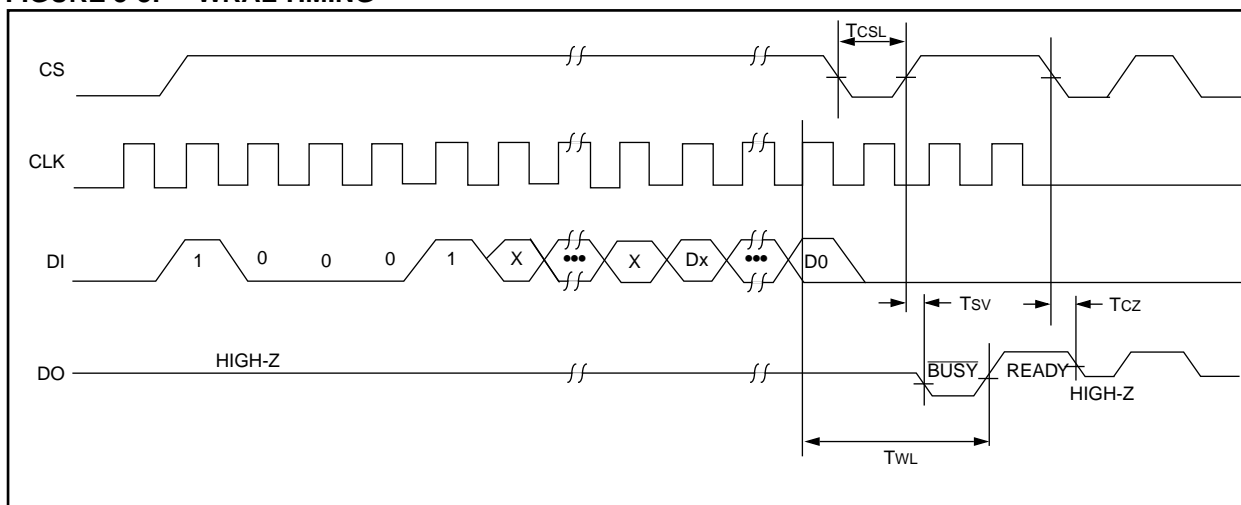 TCSL
CS
CLK
DI 1 0 0 0 1 X ••• X Dx ••• D0
TSV TCZ
DO HIGH-Z BUSY READY HIGH-Z
TWL